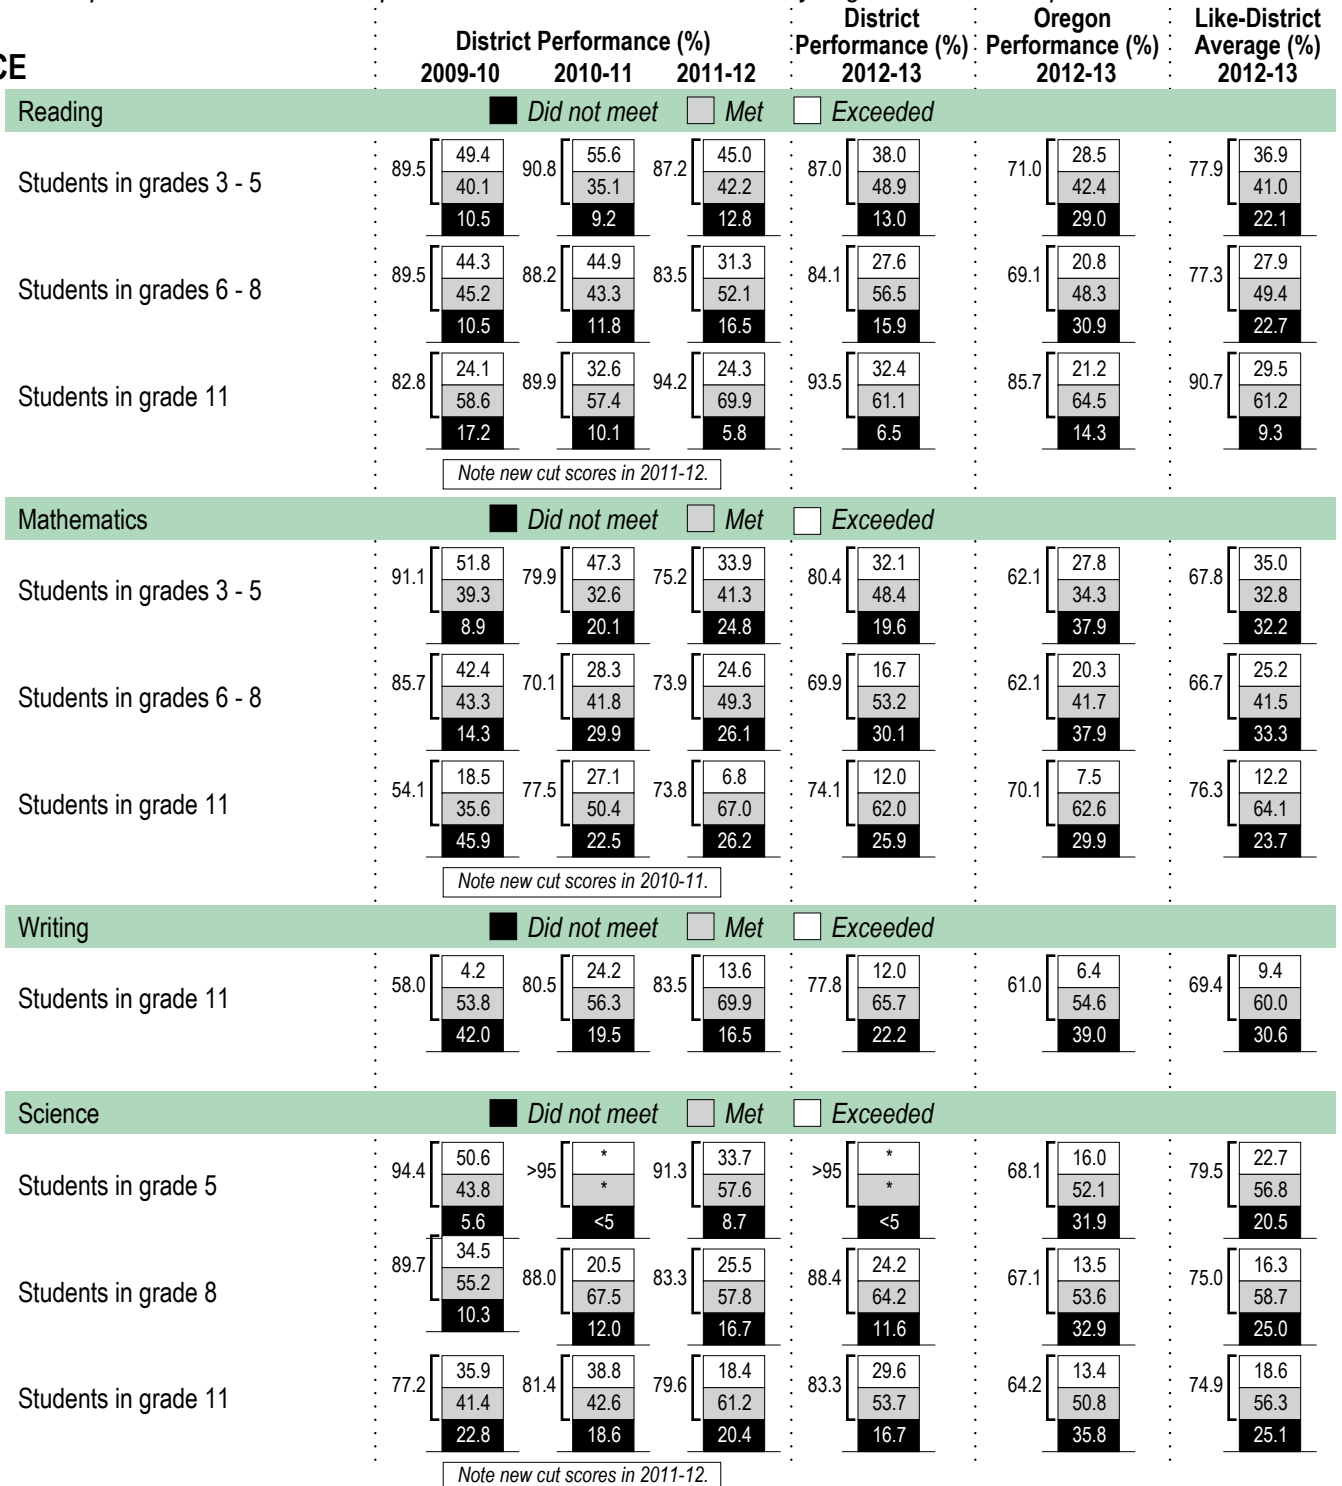 District Performance (%)
2009-10 2010-11 2011-12
District
Performance (%)
2012-13
Oregon
Performance (%)
2012-13
Like-District
Average (%)
2012-13
CE
Reading Did not meet Met Exceeded
89.5 49.4 90.8 55.6 87.2 45.0 87.0 38.0 71.0 28.5 77.9 36.9
Students in grades 3 - 5 40.1 35.1 42.2 48.9 42.4 41.0
10.5 9.2 12.8 13.0 29.0 22.1
89.5 44.3 88.2 44.9 83.5 31.3 84.1 27.6 69.1 20.8 77.3 27.9
Students in grades 6 - 8 45.2 43.3 52.1 56.5 48.3 49.4
10.5 11.8 16.5 15.9 30.9 22.7
82.8 24.1 89.9 32.6 94.2 24.3 93.5 32.4 85.7 21.2 90.7 29.5
Students in grade 11 58.6 57.4 69.9 61.1 64.5 61.2
17.2 10.1 5.8 6.5 14.3 9.3
Note new cut scores in 2011-12.
Mathematics Did not meet Met Exceeded
91.1 51.8 79.9 47.3 75.2 33.9 80.4 32.1 62.1 27.8 67.8 35.0
Students in grades 3 - 5 39.3 32.6 41.3 48.4 34.3 32.8
8.9 20.1 24.8 19.6 37.9 32.2
85.7 42.4 70.1 28.3 73.9 24.6 69.9 16.7 62.1 20.3 66.7 25.2
Students in grades 6 - 8 43.3 41.8 49.3 53.2 41.7 41.5
14.3 29.9 26.1 30.1 37.9 33.3
54.1 18.5 77.5 27.1 73.8 6.8 74.1 12.0 70.1 7.5 76.3 12.2
Students in grade 11 35.6 50.4 67.0 62.0 62.6 64.1
45.9 22.5 26.2 25.9 29.9 23.7
Note new cut scores in 2010-11.
Writing Did not meet Met Exceeded
58.0 4.2 80.5 24.2 83.5 13.6 77.8 12.0 61.0 6.4 69.4 9.4
Students in grade 11 53.8 56.3 69.9 65.7 54.6 60.0
42.0 19.5 16.5 22.2 39.0 30.6
Science Did not meet Met Exceeded
94.4 50.6 >95 * 91.3 33.7 >95 * 68.1 16.0 79.5 22.7
Students in grade 5 43.8 * 57.6 * 52.1 56.8
5.6 <5 8.7 <5 31.9 20.5
89.7 34.5 88.0 20.5 83.3 25.5 88.4 24.2 67.1 13.5 75.0 16.3
Students in grade 8 55.2 67.5 57.8 64.2 53.6 58.7
10.3 12.0 16.7 11.6 32.9 25.0
77.2 35.9 81.4 38.8 79.6 18.4 83.3 29.6 64.2 13.4 74.9 18.6
Students in grade 11 41.4 42.6 61.2 53.7 50.8 56.3
22.8 18.6 20.4 16.7 35.8 25.1
Note new cut scores in 2011-12.